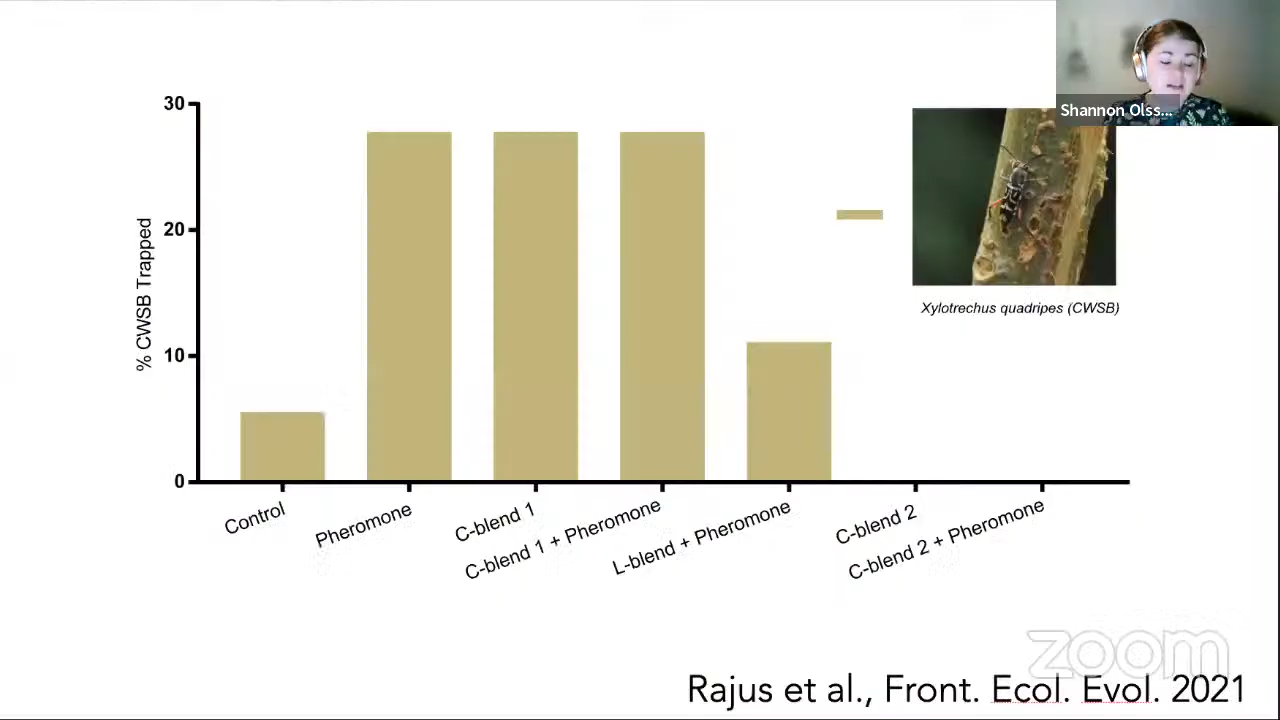 Shannon Olss...
30
20
10
0
% CWSB Trapped
Control
Pheromone
C-blend 1
C-blend 1 + Pheromone
L-blend + Pheromone
C-blend 2
C-blend 2 + Pheromone
Xylotrechus quadripes (CWSB)
zoom
Rajus et al., Front. Ecol. Evol. 2021